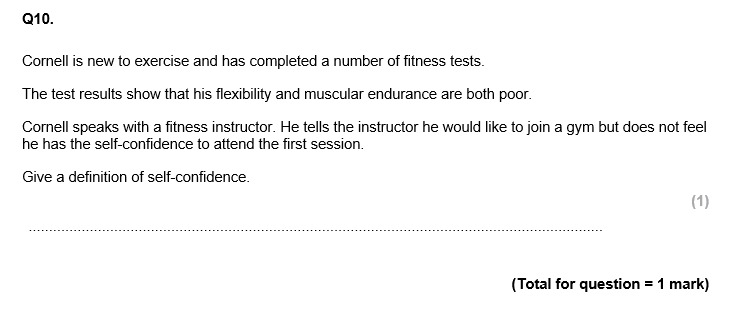 Q10.
Cornell is new to exercise and has completed a number of fitness tests.
The test results show that his flexibility and muscular endurance are both poor.
Cornell speaks with a fitness instructor. He tells the instructor he would like to join a gym but does not feel
he has the self-confidence to attend the first session.
Give a definition of self-confidence.
(1)
(Total for question = 1 mark)